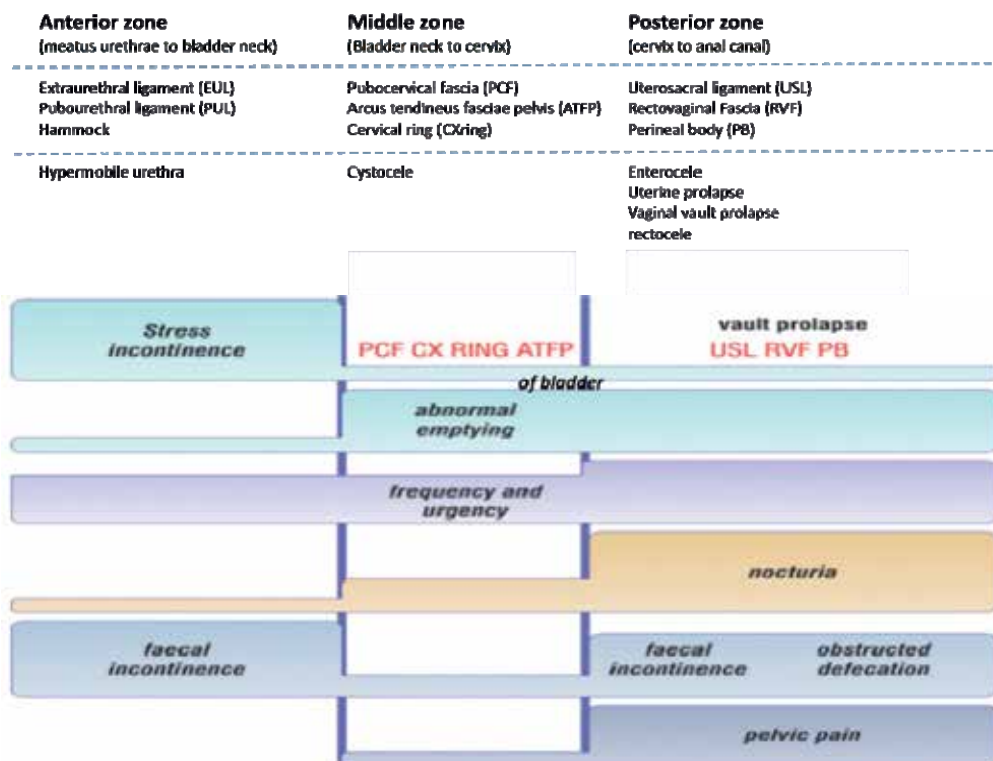 Anterior zone
(meatus urethrae to bladder neck)
Middle zone
(Bladder neck to cervix)
Posterior zone
(cervix to anal canal)
Extraurethral ligament (EUL)
Pubourethral ligament (PUL)
Hammock
Pubocervical fascia (PCF)
Arcus tendineus fasciae pelvis (ATFP)
Cervical ring (CXring)
Uterosacral ligament (USL)
Rectovaginal Fascia (RVF)
Perineal body (PB)
Hypermobile urethra
Cystocele
Enterocele
Uterine prolapse
Vaginal vault prolapse
rectocele
Stress
incontinence
PCF CX RING ATFP
vault prolapse
USL RVF PB
of bladder
abnormal
emptying
frequency and
urgency
nocturia
faecal
incontinence
faecal
incontinence
obstructed
defecation
pelvic pain